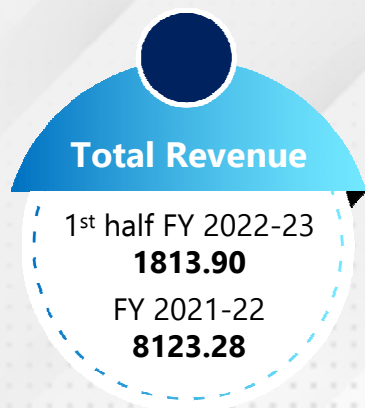 Total Revenue
1st half FY 2022-23
1813.90
FY 2021-22
8123.28